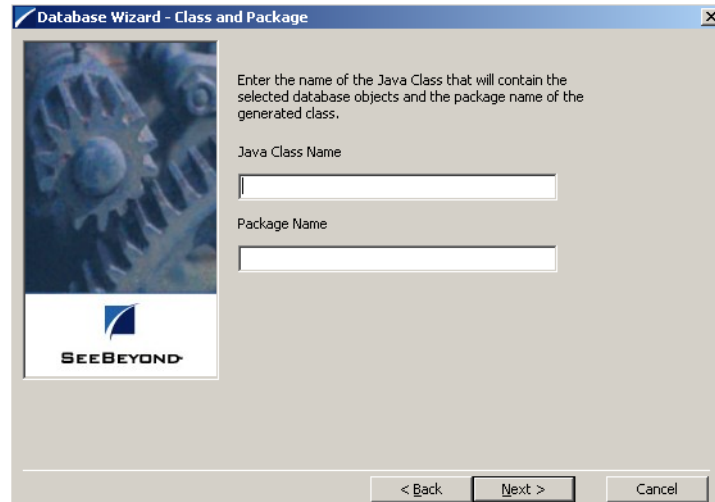 Database Wizard - Class and Package
Enter the name of the Java Class that will contain the
selected database objects and the package name of the
generated class.
Java Class Name
Package Name
SEEBEYOND
< Back
Next >
Cancel